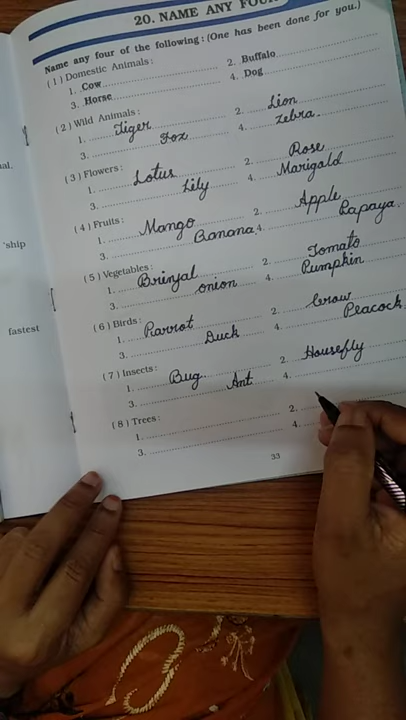 20. NAME ANY FOUR
Name any four of the following : (One has been done for you.)
( 1 ) Domestic Animals :
1. Cow 2. Buffalo
3. Horse 4. Dog
( 2 ) Wild Animals :
1. Tiger 2. Lion
3. Fox 4. Zebra
( 3 ) Flowers :
1. Lotus 2. Rose
3. Lily 4. Marigold
( 4 ) Fruits :
1. Mango 2. Apple
3. Banana 4. Papaya
( 5 ) Vegetables :
1. Brinjal 2. Tomato
3. onion 4. Pumpkin
( 6 ) Birds :
1. Parrot 2. Crow
3. Duck 4. Peacock
( 7 ) Insects :
1. Bug 2. Housefly
3. Ant 4.
( 8 ) Trees :
1. 2.
3. 4.
33
al.
'ship
fastest